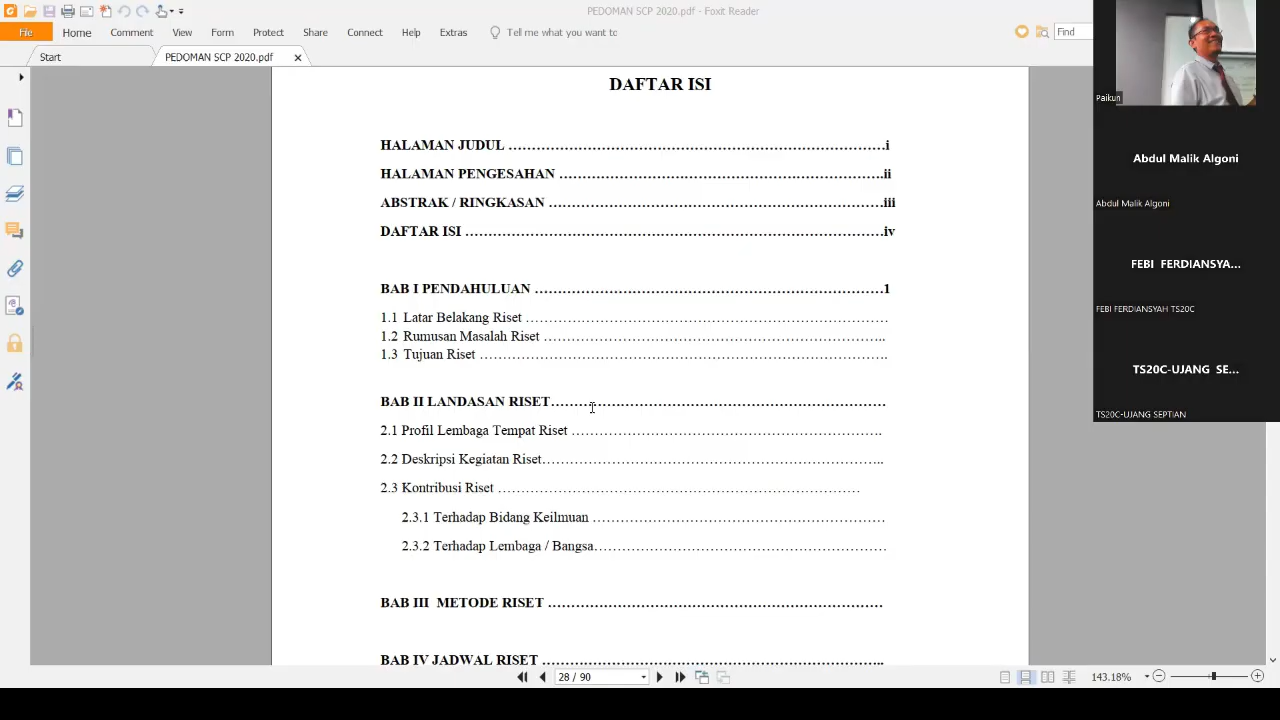 PEDOMAN SCP 2020.pdf - Foxit Reader
File Home Comment View Form Protect Share Connect Help Extras Tell me what you want to Find
Start PEDOMAN SCP 2020.pdf
DAFTAR ISI
HALAMAN JUDUL ……………………………………………………………………….i
HALAMAN PENGESAHAN ……………………………………………………………..ii
ABSTRAK / RINGKASAN ………………………………………………………………iii
DAFTAR ISI ………………………………………………………………………………iv
BAB I PENDAHULUAN …………………………………………………………………1
1.1 Latar Belakang Riset ……………………………………………………………………
1.2 Rumusan Masalah Riset ………………………………………………………………..
1.3 Tujuan Riset …………………………………………………………………………….
BAB II LANDASAN RISET………………………………………………………………
2.1 Profil Lembaga Tempat Riset ………………………………………………………….
2.2 Deskripsi Kegiatan Riset………………………………………………………………..
2.3 Kontribusi Riset ……………………………………………………………………
2.3.1 Terhadap Bidang Keilmuan ………………………………………………………
2.3.2 Terhadap Lembaga / Bangsa………………………………………………………
BAB III METODE RISET ………………………………………………………………
BAB IV JADWAL RISET ………………………………………………………………..
28 / 90
143.18%
Paikun
Abdul Malik Algoni
Abdul Malik Algoni
FEBI FERDIANSYA...
FEBI FERDIANSYAH TS20C
TS20C-UJANG SE...
TS20C-UJANG SEPTIAN